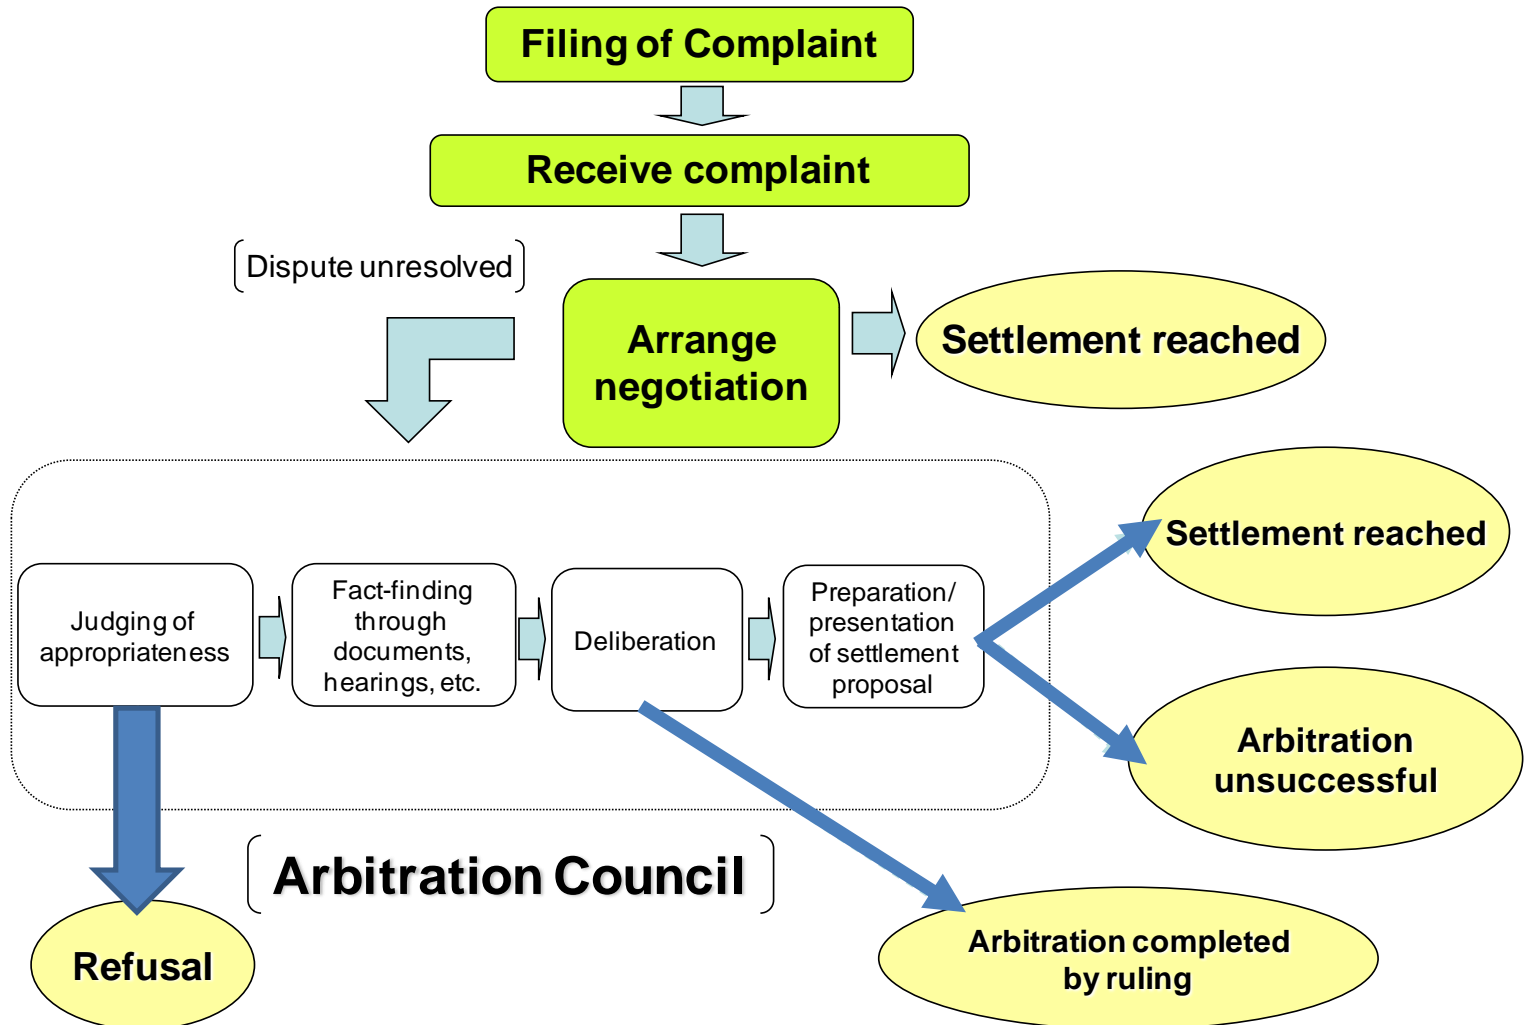 Filing of Complaint
Receive complaint
Dispute unresolved
Arrange
negotiation
Settlement reached
Settlement reached
Judging of
appropriateness
Fact-finding
through
documents,
hearings, etc.
Deliberation
Preparation/
presentation
of settlement
proposal
Arbitration
unsuccessful
Arbitration Council
Refusal
Arbitration completed
by ruling